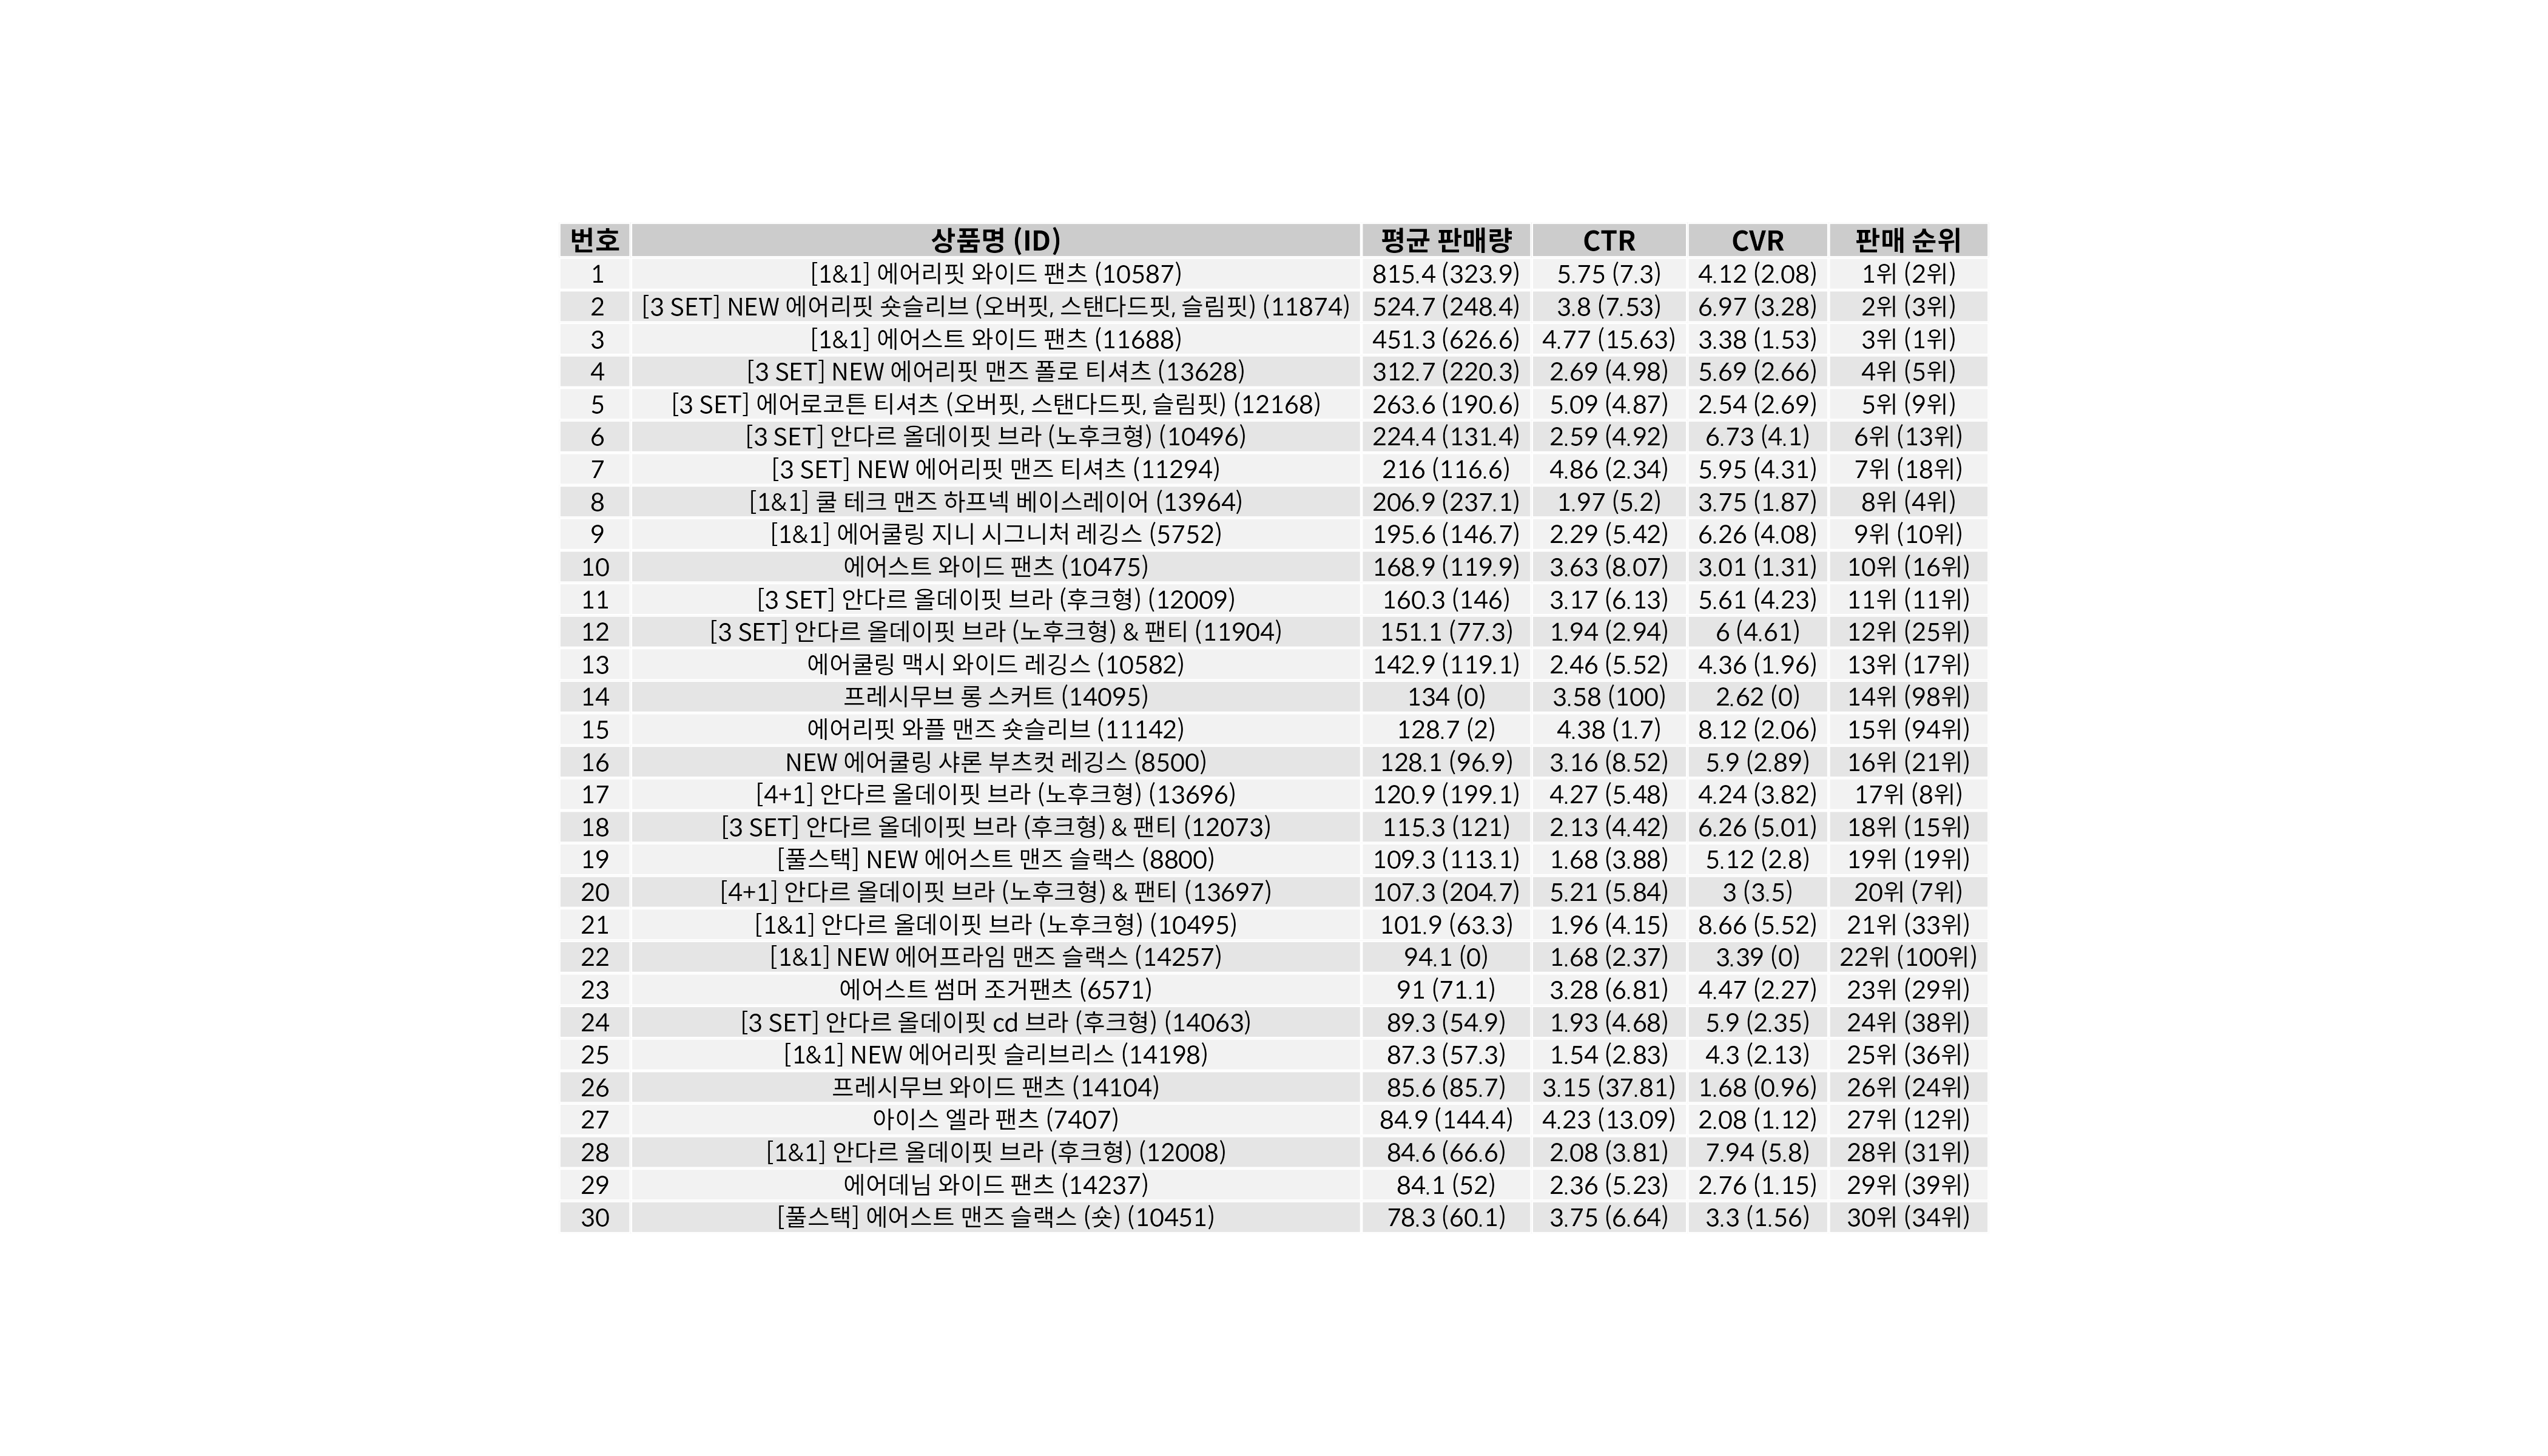 번호 상품명 (ID) 평균 판매량 CTR CVR 판매 순위
1 [1&1] 에어리핏 와이드 팬츠 (10587) 815.4 (323.9) 5.75 (7.3) 4.12 (2.08) 1위 (2위)
2 [3 SET] NEW 에어리핏 숏슬리브 (오버핏, 스탠다드핏, 슬림핏) (11874) 524.7 (248.4) 3.8 (7.53) 6.97 (3.28) 2위 (3위)
3 [1&1] 에어스트 와이드 팬츠 (11688) 451.3 (626.6) 4.77 (15.63) 3.38 (1.53) 3위 (1위)
4 [3 SET] NEW 에어리핏 맨즈 폴로 티셔츠 (13628) 312.7 (220.3) 2.69 (4.98) 5.69 (2.66) 4위 (5위)
5 [3 SET] 에어로코튼 티셔츠 (오버핏, 스탠다드핏, 슬림핏) (12168) 263.6 (190.6) 5.09 (4.87) 2.54 (2.69) 5위 (9위)
6 [3 SET] 안다르 올데이핏 브라 (노후크형) (10496) 224.4 (131.4) 2.59 (4.92) 6.73 (4.1) 6위 (13위)
7 [3 SET] NEW 에어리핏 맨즈 티셔츠 (11294) 216 (116.6) 4.86 (2.34) 5.95 (4.31) 7위 (18위)
8 [1&1] 쿨 테크 맨즈 하프넥 베이스레이어 (13964) 206.9 (237.1) 1.97 (5.2) 3.75 (1.87) 8위 (4위)
9 [1&1] 에어쿨링 지니 시그니처 레깅스 (5752) 195.6 (146.7) 2.29 (5.42) 6.26 (4.08) 9위 (10위)
10 에어스트 와이드 팬츠 (10475) 168.9 (119.9) 3.63 (8.07) 3.01 (1.31) 10위 (16위)
11 [3 SET] 안다르 올데이핏 브라 (후크형) (12009) 160.3 (146) 3.17 (6.13) 5.61 (4.23) 11위 (11위)
12 [3 SET] 안다르 올데이핏 브라 (노후크형) & 팬티 (11904) 151.1 (77.3) 1.94 (2.94) 6 (4.61) 12위 (25위)
13 에어쿨링 맥시 와이드 레깅스 (10582) 142.9 (119.1) 2.46 (5.52) 4.36 (1.96) 13위 (17위)
14 프레시무브 롱 스커트 (14095) 134 (0) 3.58 (100) 2.62 (0) 14위 (98위)
15 에어리핏 와플 맨즈 숏슬리브 (11142) 128.7 (2) 4.38 (1.7) 8.12 (2.06) 15위 (94위)
16 NEW 에어쿨링 샤론 부츠컷 레깅스 (8500) 128.1 (96.9) 3.16 (8.52) 5.9 (2.89) 16위 (21위)
17 [4+1] 안다르 올데이핏 브라 (노후크형) (13696) 120.9 (199.1) 4.27 (5.48) 4.24 (3.82) 17위 (8위)
18 [3 SET] 안다르 올데이핏 브라 (후크형) & 팬티 (12073) 115.3 (121) 2.13 (4.42) 6.26 (5.01) 18위 (15위)
19 [풀스택] NEW 에어스트 맨즈 슬랙스 (8800) 109.3 (113.1) 1.68 (3.88) 5.12 (2.8) 19위 (19위)
20 [4+1] 안다르 올데이핏 브라 (노후크형) & 팬티 (13697) 107.3 (204.7) 5.21 (5.84) 3 (3.5) 20위 (7위)
21 [1&1] 안다르 올데이핏 브라 (노후크형) (10495) 101.9 (63.3) 1.96 (4.15) 8.66 (5.52) 21위 (33위)
22 [1&1] NEW 에어프라임 맨즈 슬랙스 (14257) 94.1 (0) 1.68 (2.37) 3.39 (0) 22위 (100위)
23 에어스트 썸머 조거팬츠 (6571) 91 (71.1) 3.28 (6.81) 4.47 (2.27) 23위 (29위)
24 [3 SET] 안다르 올데이핏 cd 브라 (후크형) (14063) 89.3 (54.9) 1.93 (4.68) 5.9 (2.35) 24위 (38위)
25 [1&1] NEW 에어리핏 슬리브리스 (14198) 87.3 (57.3) 1.54 (2.83) 4.3 (2.13) 25위 (36위)
26 프레시무브 와이드 팬츠 (14104) 85.6 (85.7) 3.15 (37.81) 1.68 (0.96) 26위 (24위)
27 아이스 엘라 팬츠 (7407) 84.9 (144.4) 4.23 (13.09) 2.08 (1.12) 27위 (12위)
28 [1&1] 안다르 올데이핏 브라 (후크형) (12008) 84.6 (66.6) 2.08 (3.81) 7.94 (5.8) 28위 (31위)
29 에어데님 와이드 팬츠 (14237) 84.1 (52) 2.36 (5.23) 2.76 (1.15) 29위 (39위)
30 [풀스택] 에어스트 맨즈 슬랙스 (숏) (10451) 78.3 (60.1) 3.75 (6.64) 3.3 (1.56) 30위 (34위)